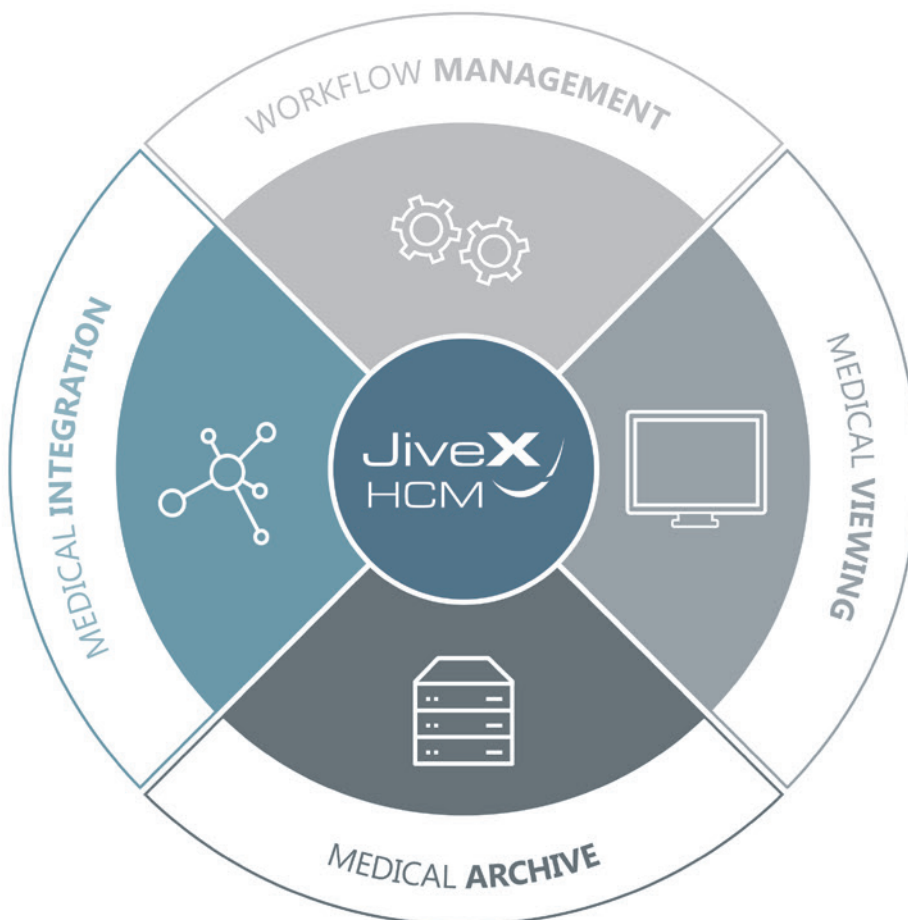 WORKFLOW MANAGEMENT
MEDICAL INTEGRATION
JiveX
HCM
MEDICAL VIEWING
MEDICAL ARCHIVE